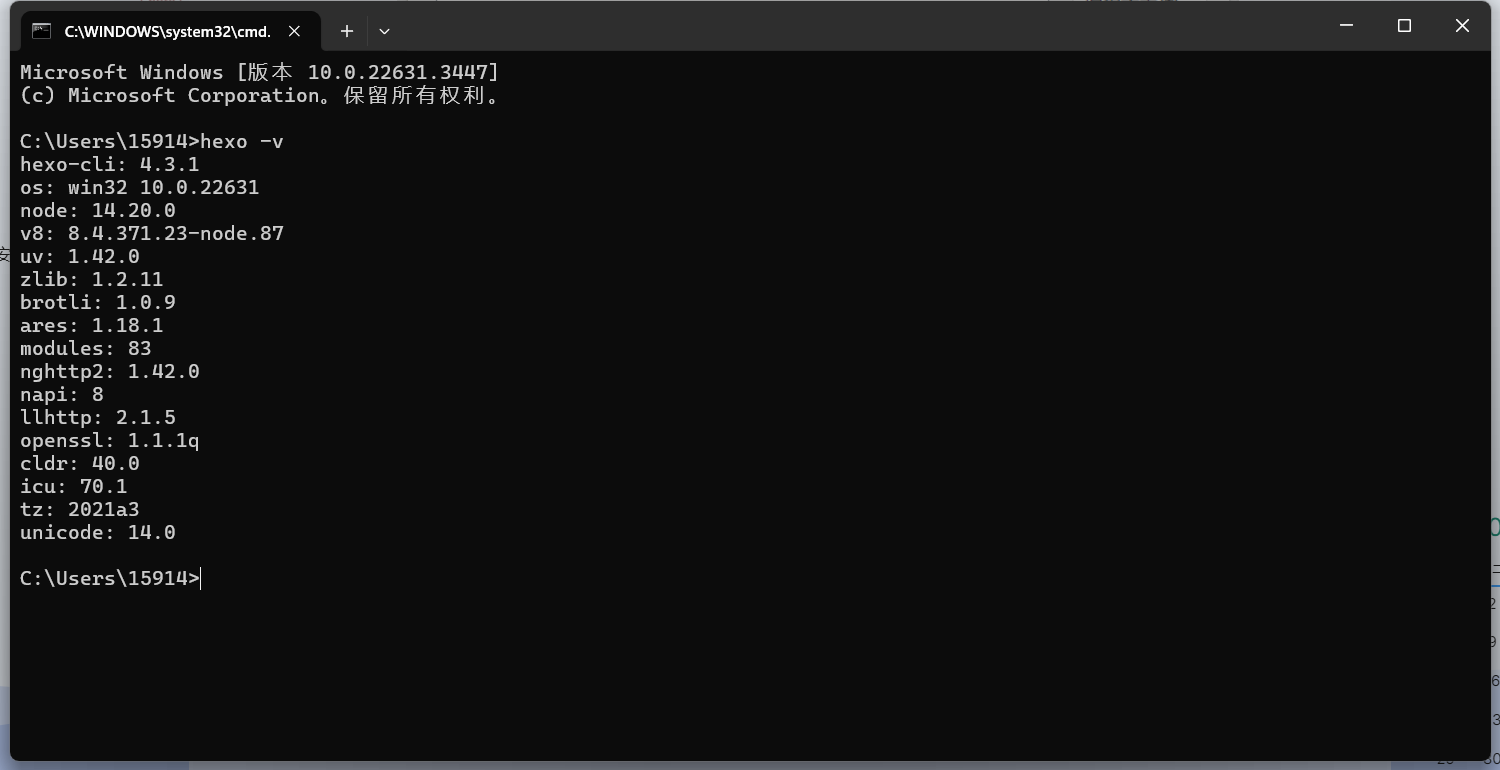 C:\WINDOWS\system32\cmd.
Microsoft Windows [版本 10.0.22631.3447]
(c) Microsoft Corporation。保留所有权利。
C:\Users\15914>hexo -v
hexo-cli: 4.3.1
os: win32 10.0.22631
node: 14.20.0
v8: 8.4.371.23-node.87
uv: 1.42.0
zlib: 1.2.11
brotli: 1.0.9
ares: 1.18.1
modules: 83
nghttp2: 1.42.0
napi: 8
llhttp: 2.1.5
openssl: 1.1.1q
cldr: 40.0
icu: 70.1
tz: 2021a3
unicode: 14.0
C:\Users\15914>